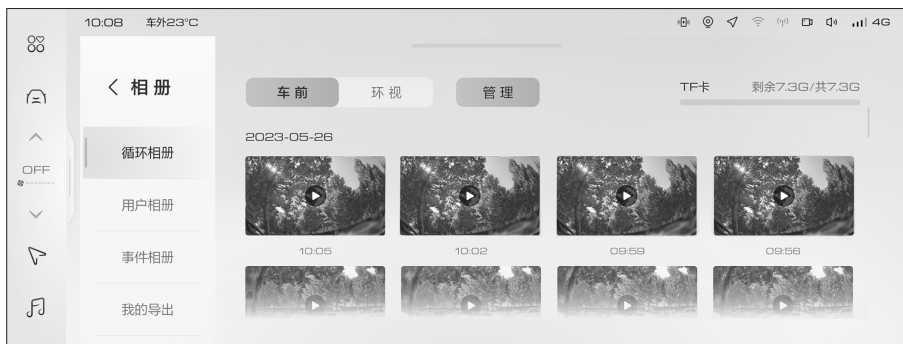 10:08 车外23°C
4G
OFF
相册
循环相册
用户相册
事件相册
我的导出
车前 环视 管理
TF卡 剩余7.3G/共7.3G
2023-05-26
10:05 10:02 09:59 09:56